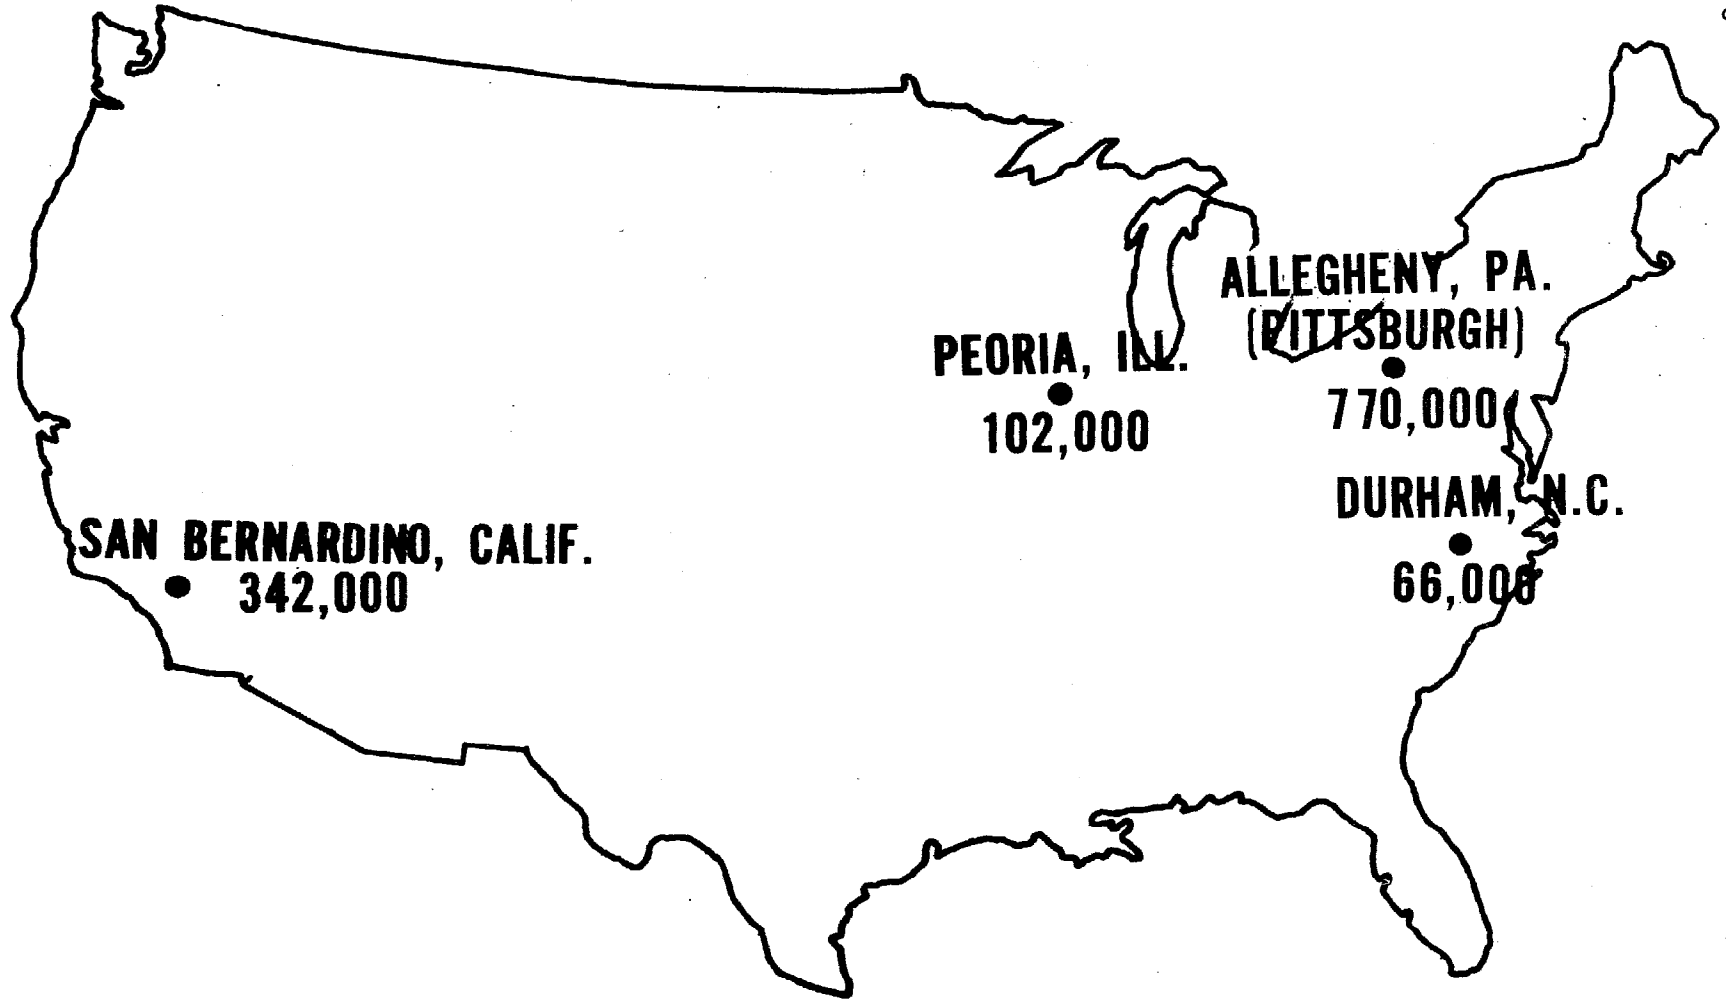 ALLEGHENY, PA.
(PITTSBURGH)
770,000
PEORIA, ILL.
102,000
DURHAM, N.C.
66,000
SAN BERNARDINO, CALIF.
342,000